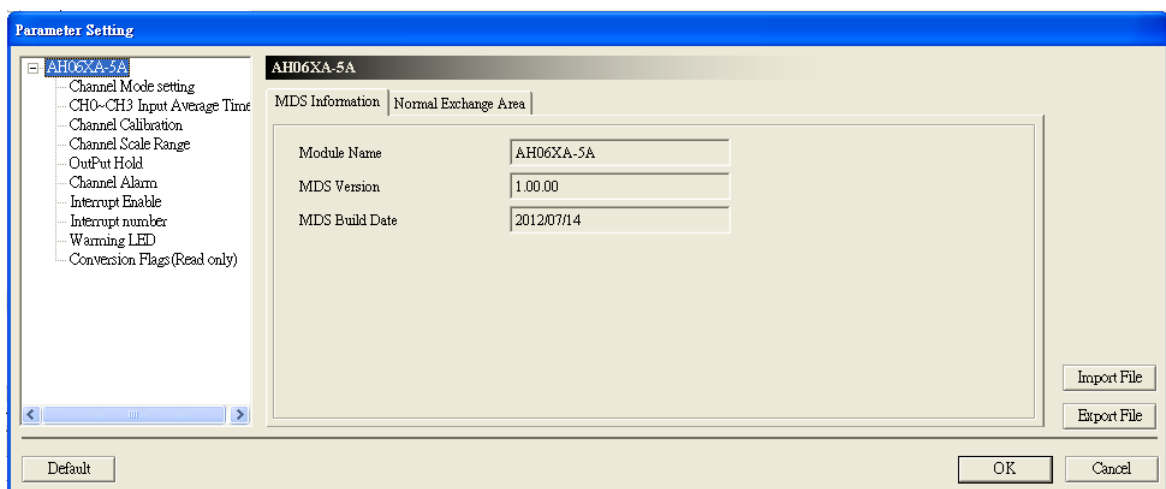 Parameter Setting
AH06XA-5A
Channel Mode setting
CH0~CH3 Input Average Time
Channel Calibration
Channel Scale Range
OutPut Hold
Channel Alarm
Interrupt Enable
Interrupt number
Warming LED
Conversion Flags(Read only)
AH06XA-5A
MDS Information
Normal Exchange Area
Module Name AH06XA-5A
MDS Version 1.00.00
MDS Build Date 2012/07/14
Import File
Export File
Default
OK
Cancel